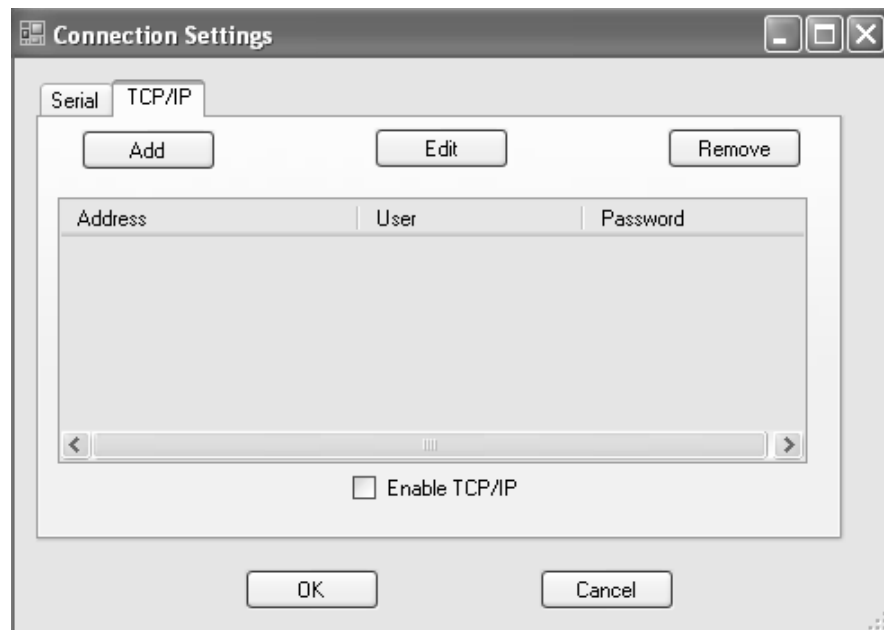 Connection Settings
Serial TCP/IP
Add Edit Remove
Address User Password
Enable TCP/IP
OK Cancel